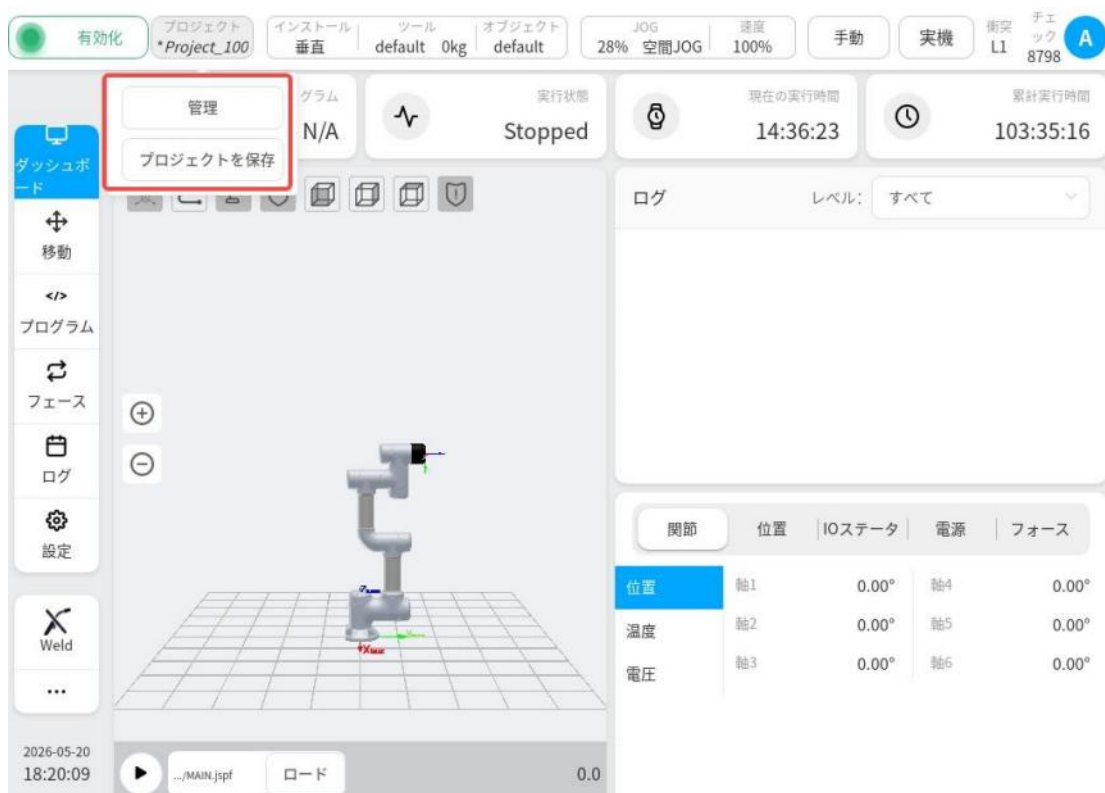 有効化
プロジェクト
*Project_100
インストール
垂直
ツール
default 0kg
オブジェクト
default
JOG
28% 空間JOG
速度
100%
手動
実機
衝突
L1
チェ
ック
8798
A
管理
プロジェクトを保存
グラム
N/A
実行状態
Stopped
現在の実行時間
14:36:23
累計実行時間
103:35:16
ダッシュボ
ード
移動
</>
プログラム
フェース
ログ
設定
Weld
...
2026-05-20
18:20:09
.../MAIN.jspf
ロード
0.0
ログ
レベル:
すべて
関節
位置
IOステータ
電源
フォース
位置
温度
電圧
軸1 0.00° 軸4 0.00°
軸2 0.00° 軸5 0.00°
軸3 0.00° 軸6 0.00°